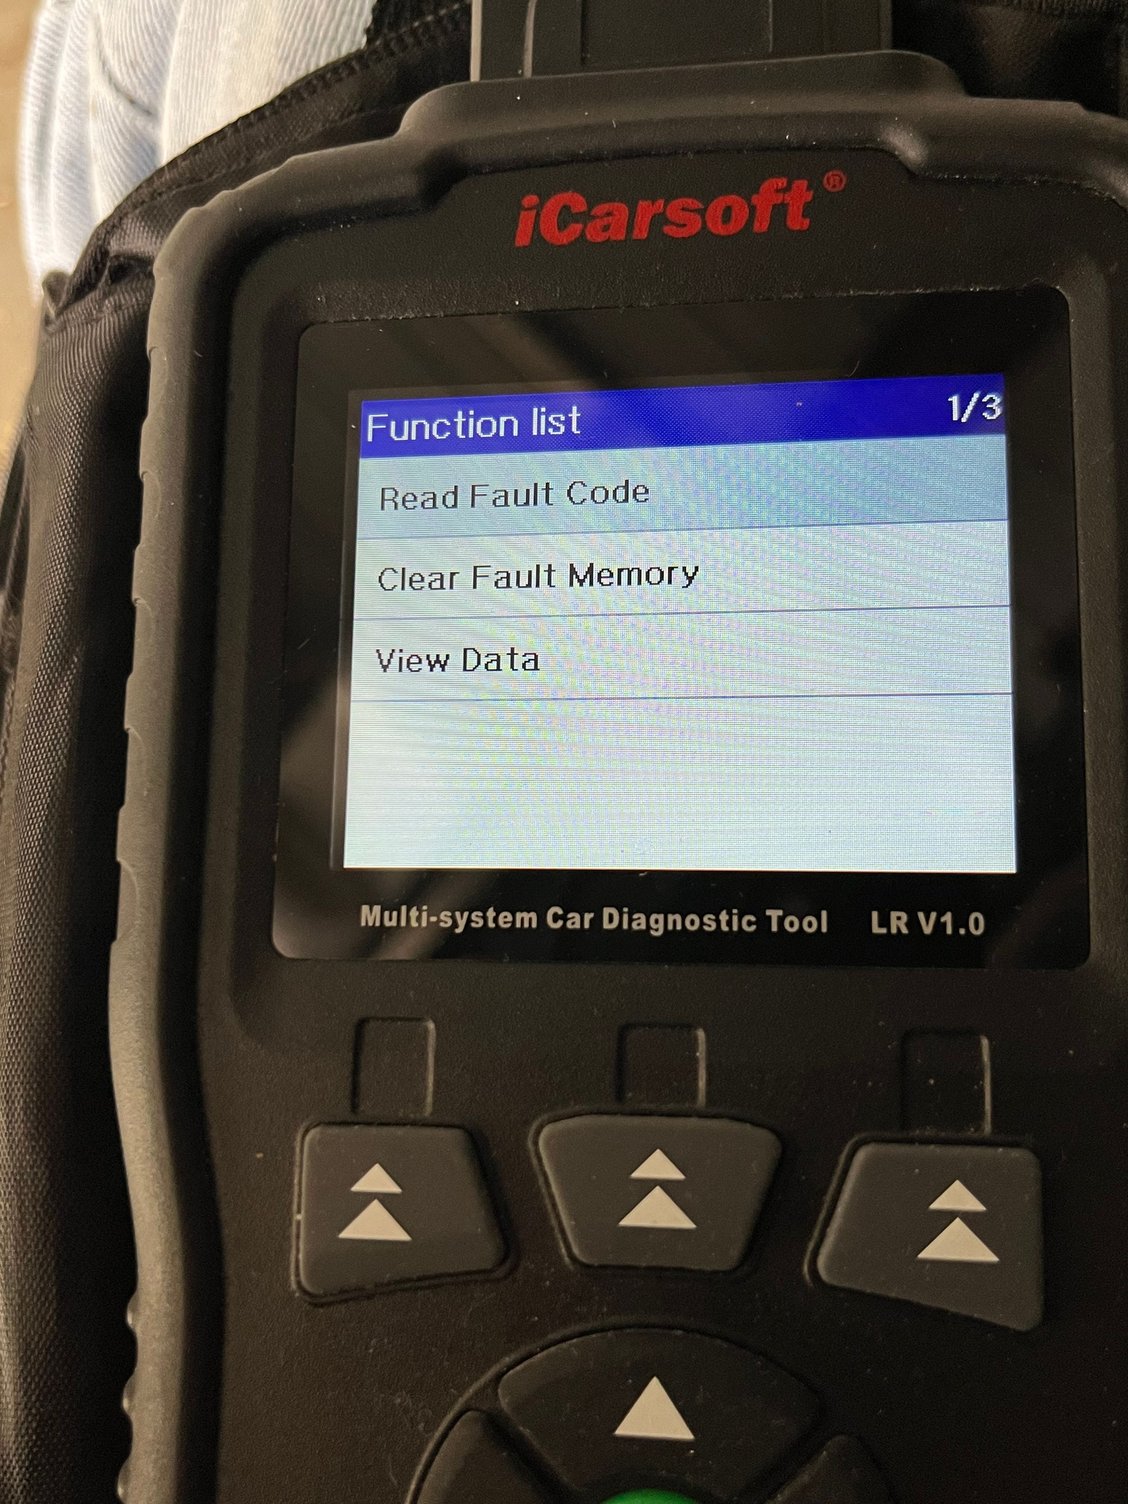 iCarsoft®
Function list 1/3
Read Fault Code
Clear Fault Memory
View Data
Multi-system Car Diagnostic Tool LR V1.0